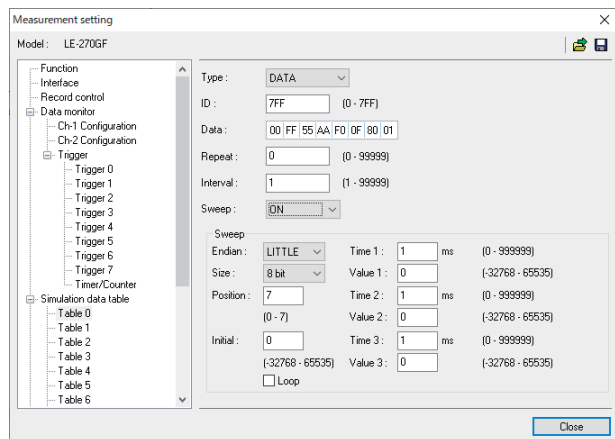 Measurement setting
Model : LE-270GF
Function
Interface
Record control
Data monitor
Ch-1 Configuration
Ch-2 Configuration
Trigger
Trigger 0
Trigger 1
Trigger 2
Trigger 3
Trigger 4
Trigger 5
Trigger 6
Trigger 7
Timer/Counter
Simulation data table
Table 0
Table 1
Table 2
Table 3
Table 4
Table 5
Table 6
Type : DATA
ID : 7FF (0 - 7FF)
Data : 00 FF 55 AA F0 0F 80 01
Repeat : 0 (0 - 99999)
Interval : 1 (1 - 99999)
Sweep : ON
Sweep
Endian : LITTLE Time 1 : 1 ms (0 - 999999)
Size : 8 bit Value 1 : 0 (-32768 - 65535)
Position : 7 Time 2 : 1 ms (0 - 999999)
(0 - 7) Value 2 : 0 (-32768 - 65535)
Initial : 0 Time 3 : 1 ms (0 - 999999)
(-32768 - 65535) Value 3 : 0 (-32768 - 65535)
Loop
Close